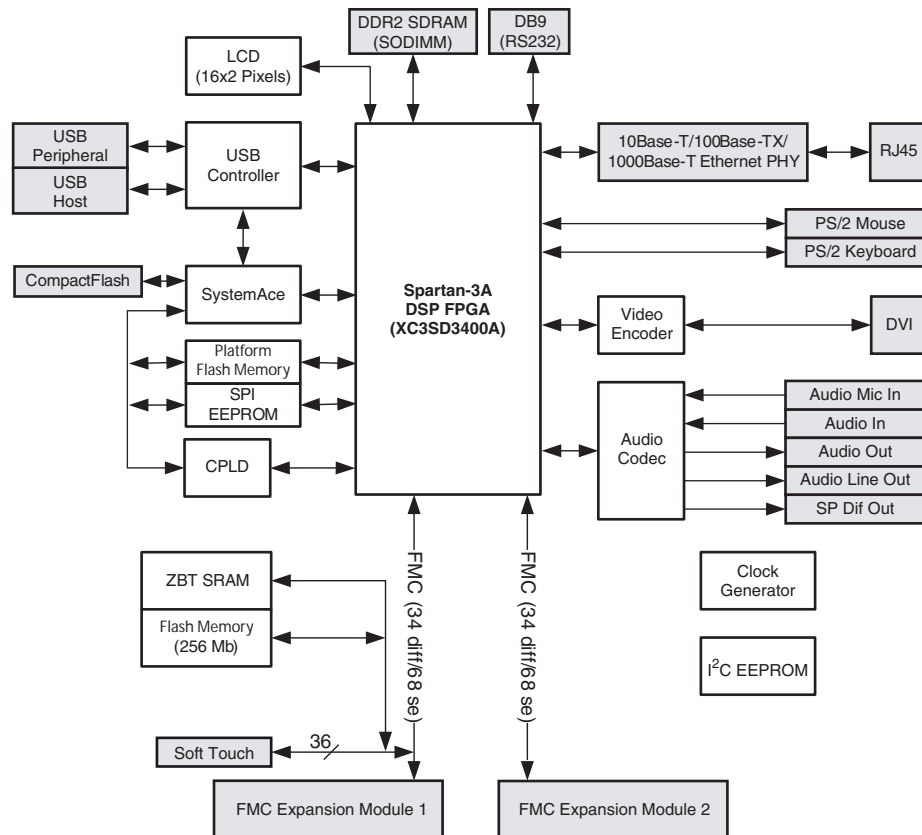 DDR2 SDRAM
(SODIMM)
DB9
(RS232)
LCD
(16x2 Pixels)
USB
Peripheral
USB
Host
USB
Controller
10Base-T/100Base-TX/
1000Base-T Ethernet PHY
RJ45
PS/2 Mouse
PS/2 Keyboard
CompactFlash
SystemAce
Spartan-3A
DSP FPGA
(XC3SD3400A)
Video
Encoder
DVI
Platform
Flash Memory
SPI
EEPROM
CPLD
Audio
Codec
Audio Mic In
Audio In
Audio Out
Audio Line Out
SP Dif Out
FMC (34 diff/68 se)
FMC (34 diff/68 se)
ZBT SRAM
Flash Memory
(256 Mb)
Clock
Generator
I²C EEPROM
Soft Touch
36
FMC Expansion Module 1
FMC Expansion Module 2